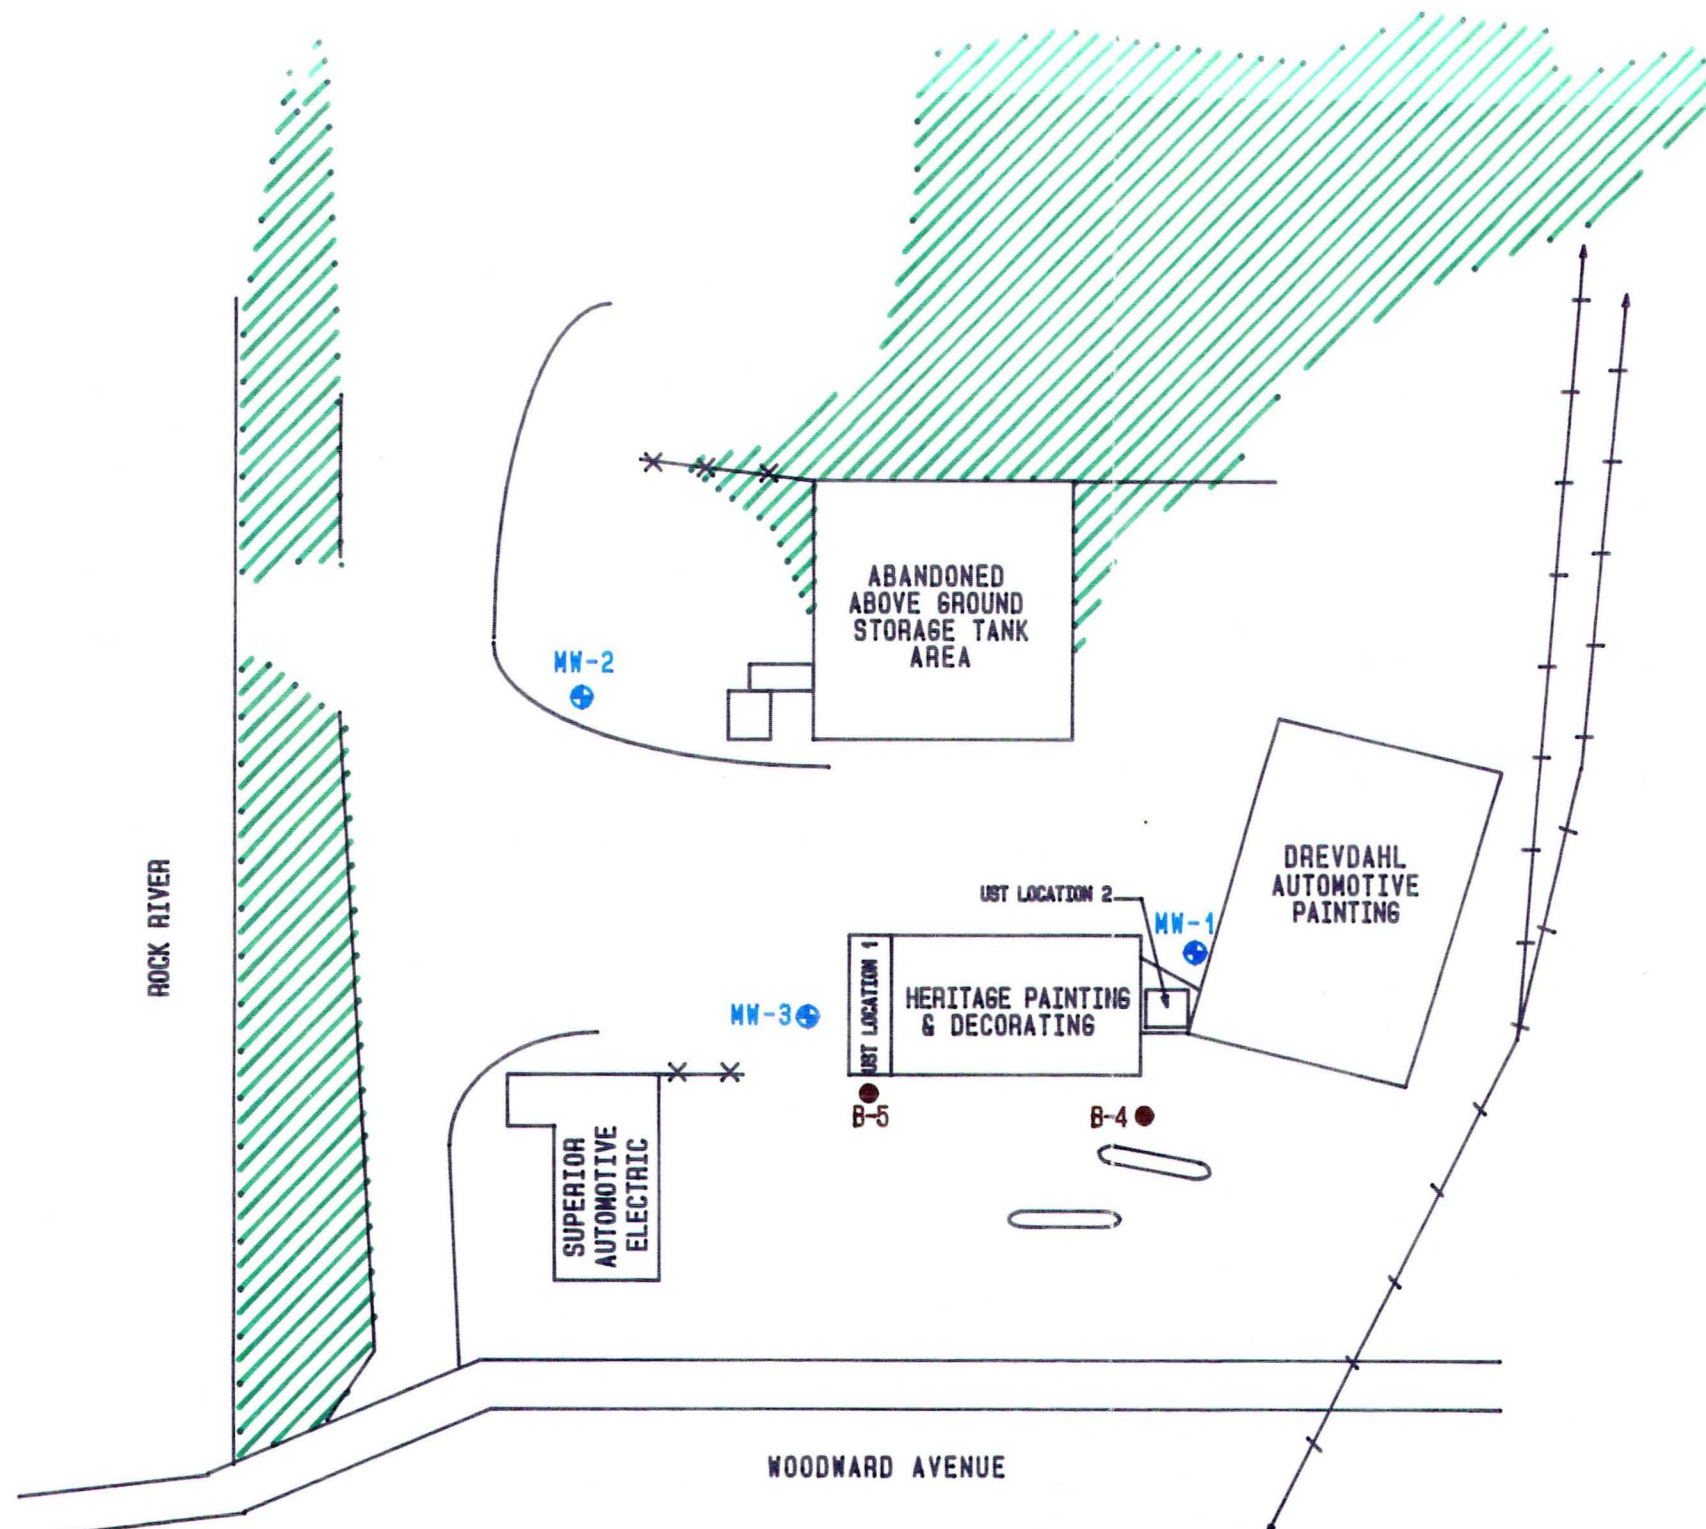 ABANDONED
ABOVE GROUND
STORAGE TANK
AREA
MW-2
DREVDAHL
AUTOMOTIVE
PAINTING
UST LOCATION 2
MW-1
ROCK RIVER
UST LOCATION 1
HERITAGE PAINTING
& DECORATING
MW-3
B-5
B-4
SUPERIOR
AUTOMOTIVE
ELECTRIC
WOODWARD AVENUE